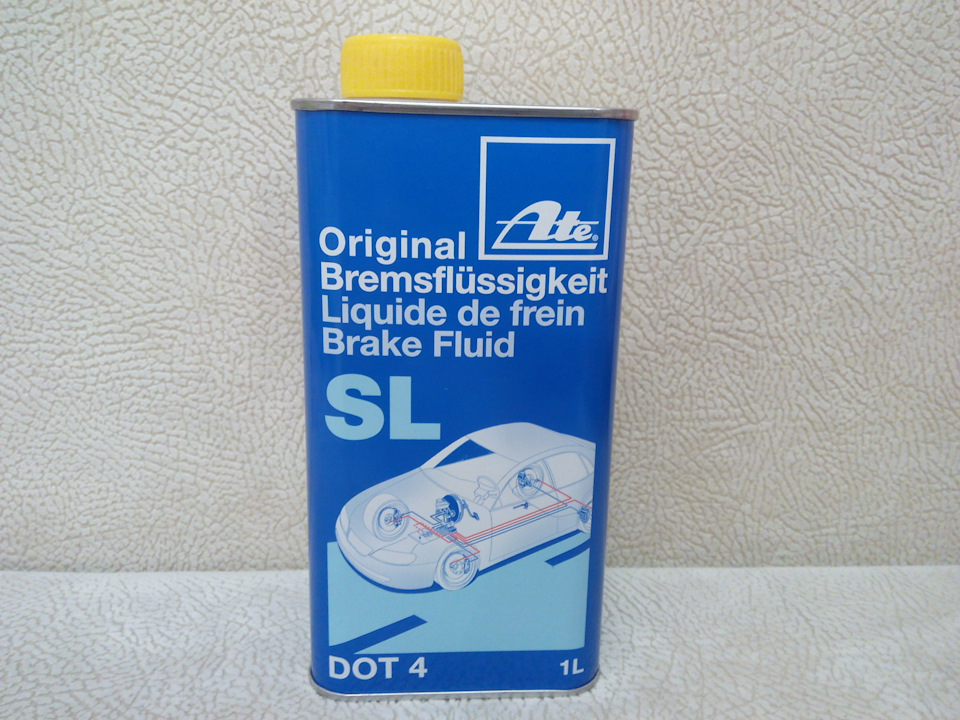 Ate®
Original
Bremsflüssigkeit
Liquide de frein
Brake Fluid
SL
DOT 4
1L